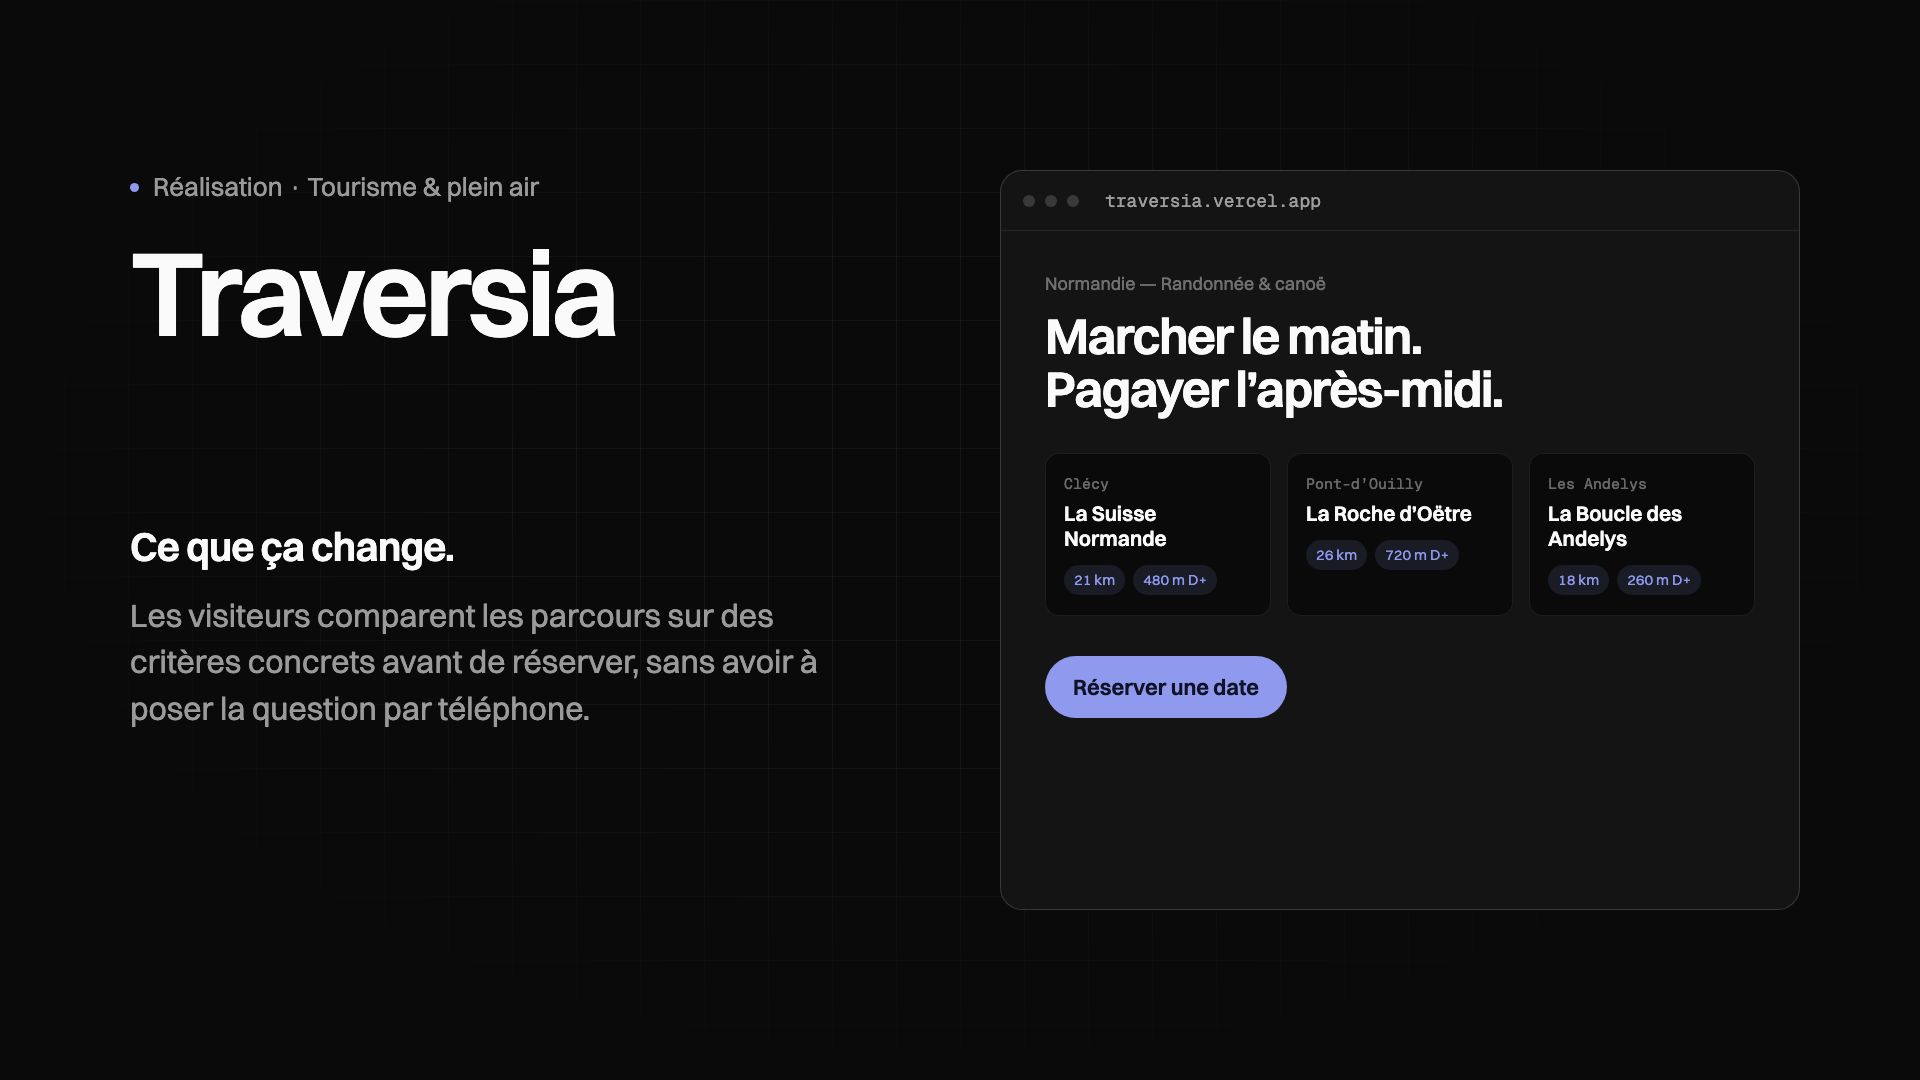 Réalisation · Tourisme & plein air
Traversia
Ce que ça change.
Les visiteurs comparent les parcours sur des
critères concrets avant de réserver, sans avoir à
poser la question par téléphone.
traversia.vercel.app
Normandie — Randonnée & canoë
Marcher le matin.
Pagayer l’après-midi.
Clécy
La Suisse
Normande
21 km
480 m D+
Pont-d’Ouilly
La Roche d’Oëtre
26 km
720 m D+
Les Andelys
La Boucle des
Andelys
18 km
260 m D+
Réserver une date